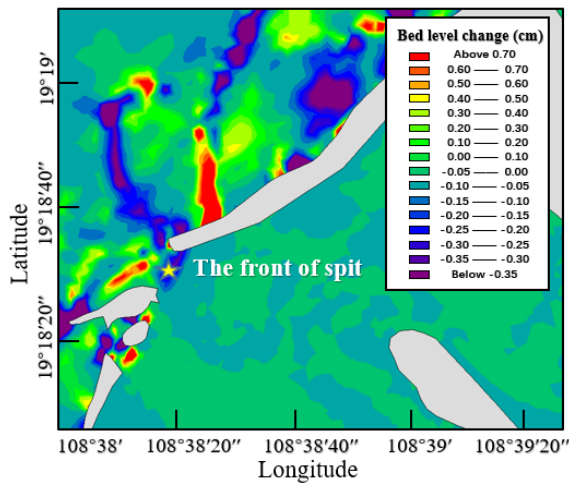 Bed level change (cm)
Above 0.70
0.60 —— 0.70
0.50 —— 0.60
0.40 —— 0.50
0.30 —— 0.40
0.20 —— 0.30
0.10 —— 0.20
0.00 —— 0.10
-0.05 —— 0.00
-0.10 —— -0.05
-0.15 —— -0.10
-0.20 —— -0.15
-0.25 —— -0.20
-0.30 —— -0.25
-0.35 —— -0.30
Below -0.35
19°19′
19°18′40″
19°18′20″
Latitude
The front of spit
108°38′ 108°38′20″ 108°38′40″ 108°39′ 108°39′20″
Longitude